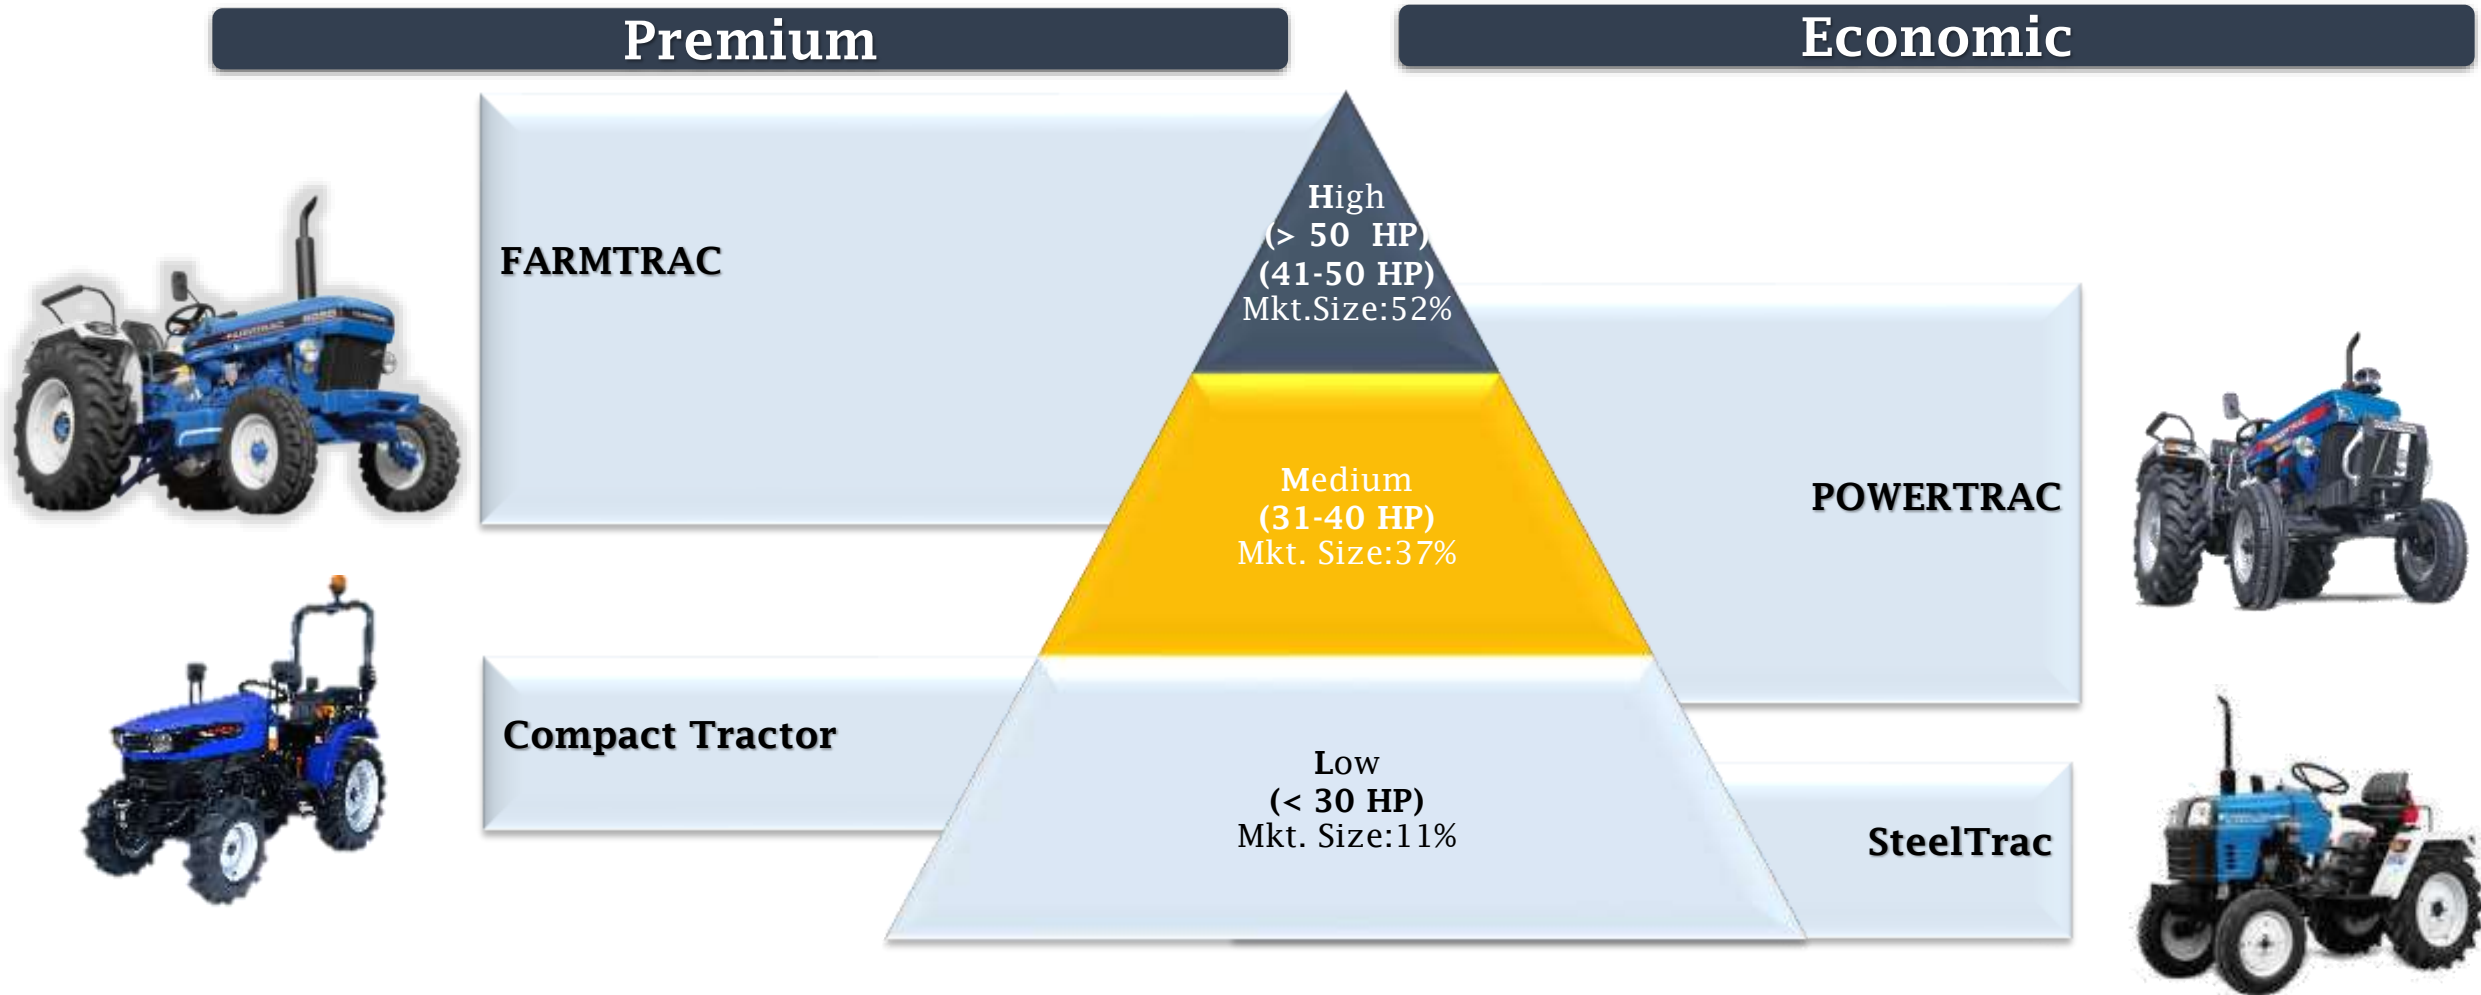 Premium
Economic
High
(> 50 HP)
(41-50 HP)
Mkt.Size:52%
FARMTRAC
FARMTRAC
Medium
(31-40 HP)
Mkt. Size:37%
POWERTRAC
Compact Tractor
Low
(< 30 HP)
Mkt. Size:11%
SteelTrac